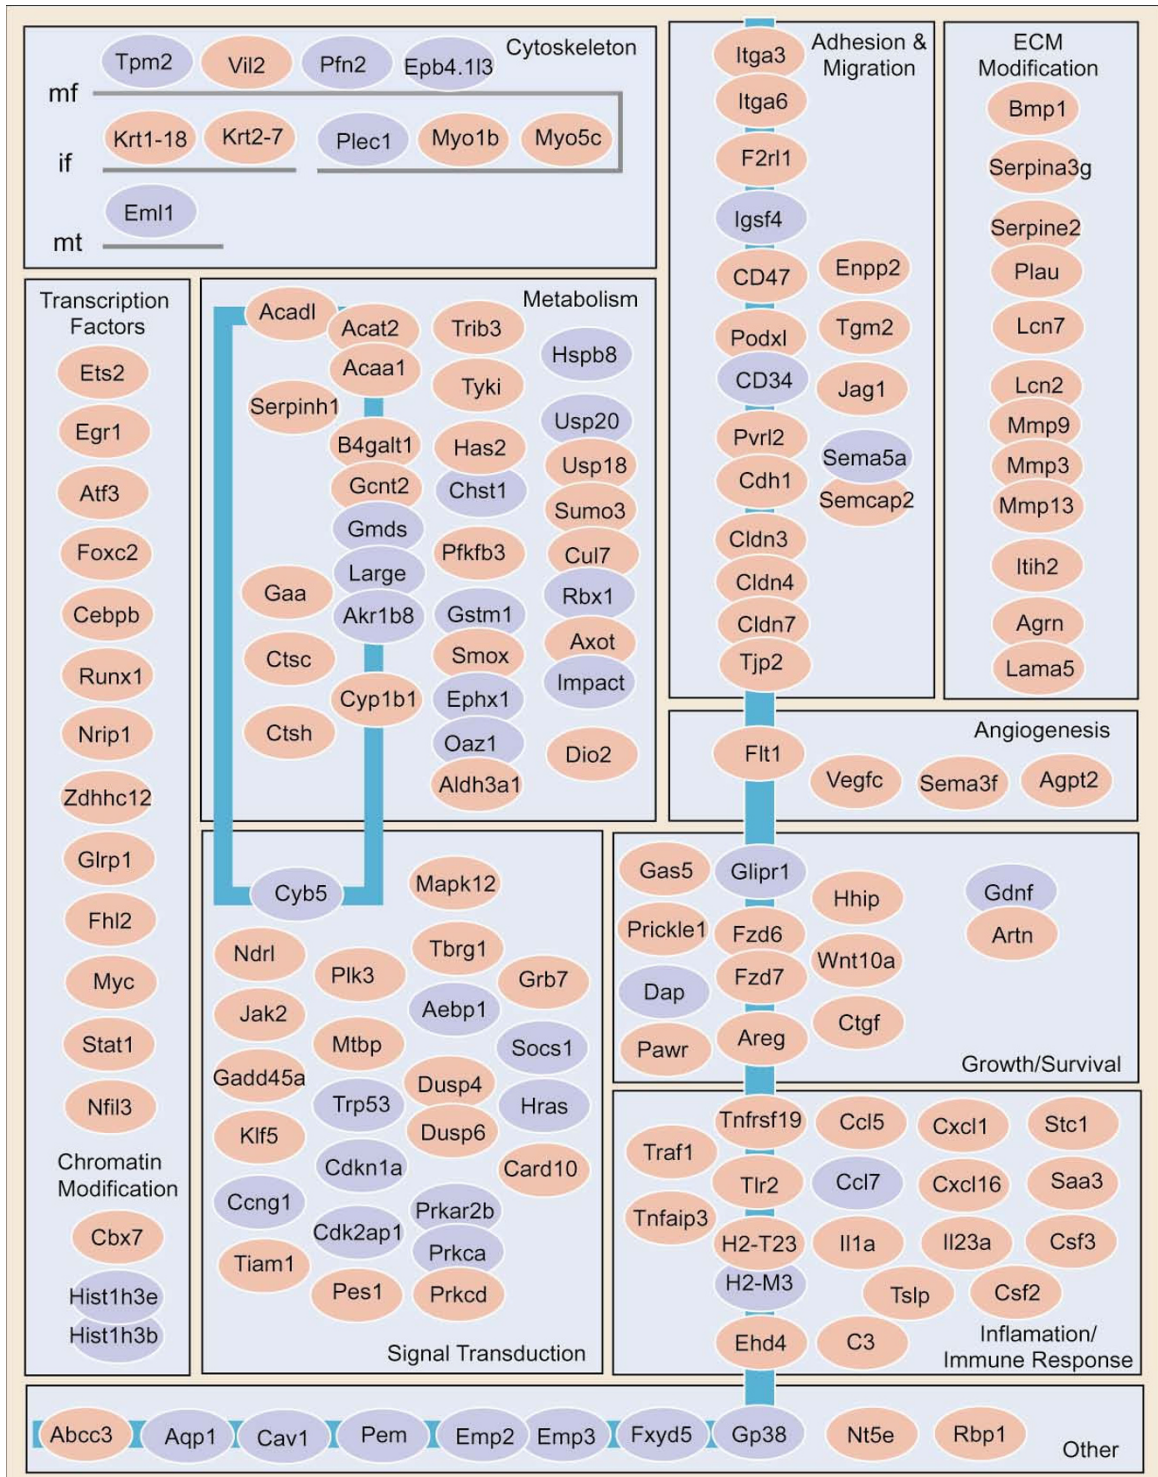 Cytoskeleton
Tpm2 Vil2 Pfn2 Epb4.1l3
mf
Krt1-18 Krt2-7 Plec1 Myo1b Myo5c
if
Eml1
mt
Adhesion &
Migration
Itga3
Itga6
F2rl1
Igsf4
CD47
Podxl
CD34
Pvrl2
Cdh1
Cldn3
Cldn4
Cldn7
Tjp2
Enpp2
Tgm2
Jag1
Sema5a
Semcap2
ECM
Modification
Bmp1
Serpina3g
Serpine2
Plau
Lcn7
Lcn2
Mmp9
Mmp3
Mmp13
Itih2
Agrn
Lama5
Transcription
Factors
Ets2
Egr1
Atf3
Foxc2
Cebpb
Runx1
Nrip1
Zdhhc12
Glrp1
Fhl2
Myc
Stat1
Nfil3
Chromatin
Modification
Cbx7
Hist1h3e
Hist1h3b
Metabolism
Acadl
Serpinh1
Gaa
Ctsc
Ctsh
Acat2
Acaa1
B4galt1
Gcnt2
Gmds
Large
Akr1b8
Cyp1b1
Trib3
Tyki
Has2
Chst1
Pfkfb3
Gstm1
Smox
Ephx1
Oaz1
Aldh3a1
Hspb8
Usp20
Usp18
Sumo3
Cul7
Rbx1
Axot
Impact
Dio2
Angiogenesis
Flt1
Vegfc Sema3f Agpt2
Cyb5
Ndrl
Jak2
Gadd45a
Klf5
Ccng1
Tiam1
Plk3
Mtbp
Trp53
Cdkn1a
Cdk2ap1
Pes1
Mapk12
Tbrg1
Aebp1
Dusp4
Dusp6
Prkar2b
Prkca
Prkcd
Grb7
Socs1
Hras
Card10
Signal Transduction
Gas5
Prickle1
Dap
Pawr
Glipr1
Fzd6
Fzd7
Areg
Hhip
Wnt10a
Ctgf
Gdnf
Artn
Growth/Survival
Traf1
Tnfaip3
Tnfrsf19
Tlr2
H2-T23
H2-M3
Ehd4
Ccl5
Ccl7
Il1a
Tslp
C3
Cxcl1
Cxcl16
Il23a
Csf2
Stc1
Saa3
Csf3
Inflamation/
Immune Response
Abcc3 Aqp1 Cav1 Pem Emp2 Emp3 Fxyd5 Gp38 Nt5e Rbp1
Other